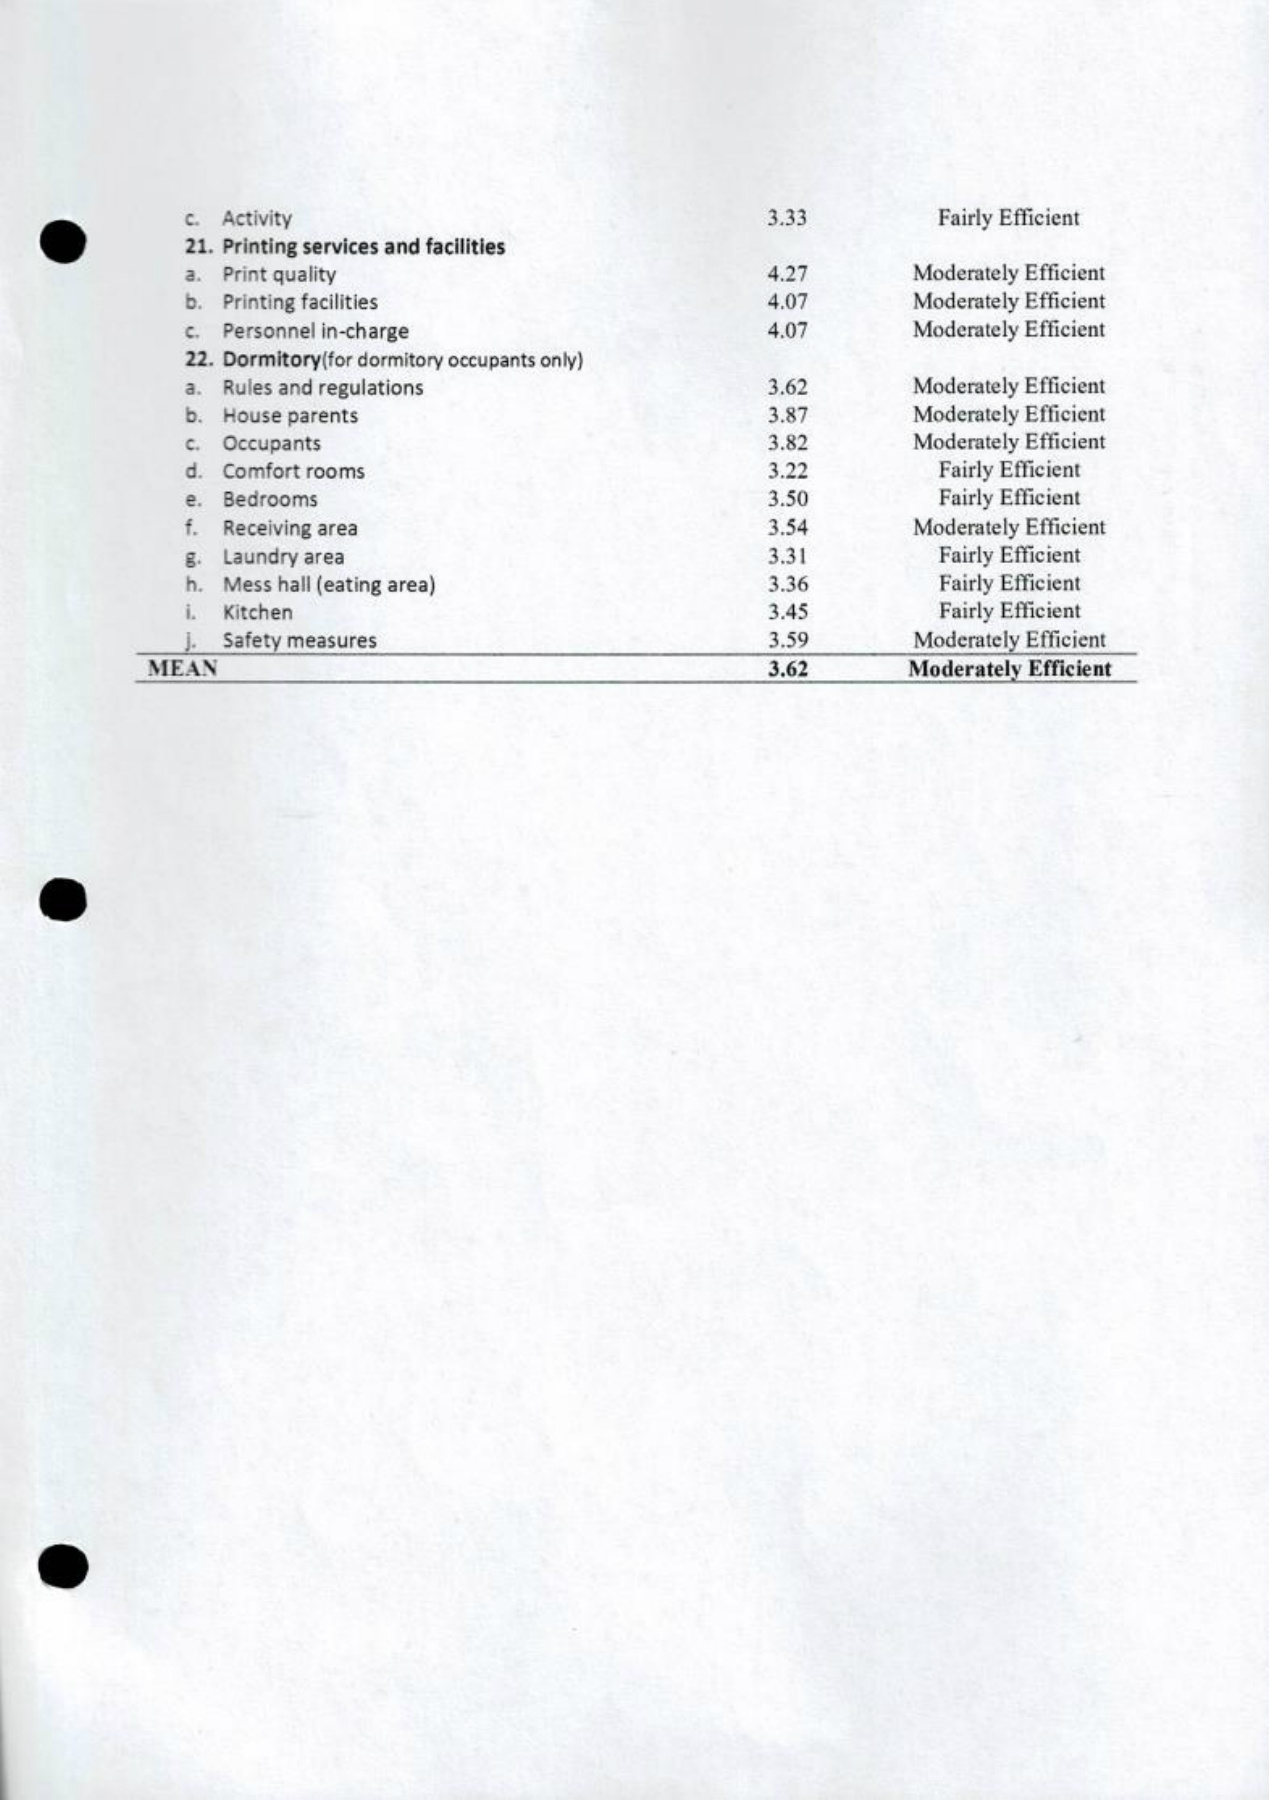 c. Activity 3.33 Fairly Efficient
21. Printing services and facilities
a. Print quality 4.27 Moderately Efficient
b. Printing facilities 4.07 Moderately Efficient
c. Personnel in-charge 4.07 Moderately Efficient
22. Dormitory(for dormitory occupants only)
a. Rules and regulations 3.62 Moderately Efficient
b. House parents 3.87 Moderately Efficient
c. Occupants 3.82 Moderately Efficient
d. Comfort rooms 3.22 Fairly Efficient
e. Bedrooms 3.50 Fairly Efficient
f. Receiving area 3.54 Moderately Efficient
g. Laundry area 3.31 Fairly Efficient
h. Mess hall (eating area) 3.36 Fairly Efficient
i. Kitchen 3.45 Fairly Efficient
j. Safety measures 3.59 Moderately Efficient
MEAN 3.62 Moderately Efficient